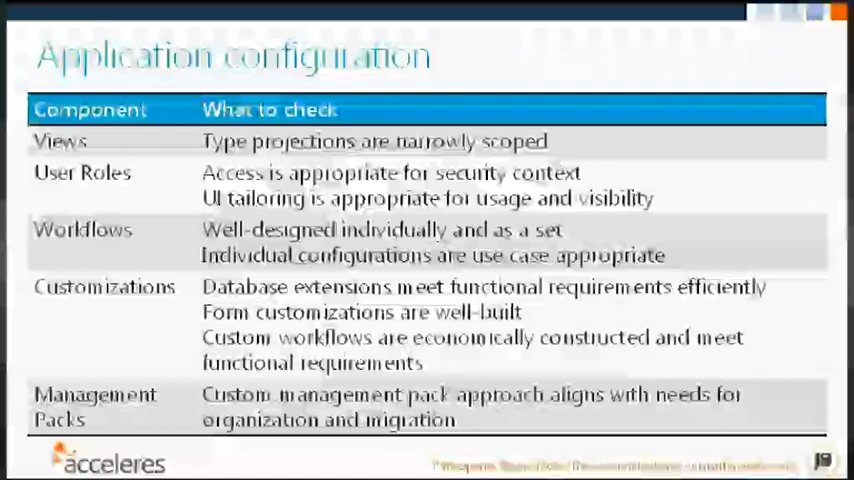 Application configuration
Component What to check
Views Type projections are narrowly scoped
User Roles Access is appropriate for security context
UI tailoring is appropriate for usage and visibility
Workflows Well-designed individually and as a set
Individual configurations are use case appropriate
Customizations Database extensions meet functional requirements efficiently
Form customizations are well-built
Custom workflows are economically constructed and meet
functional requirements
Management Custom management pack approach aligns with needs for
Packs organization and migration
acceleres